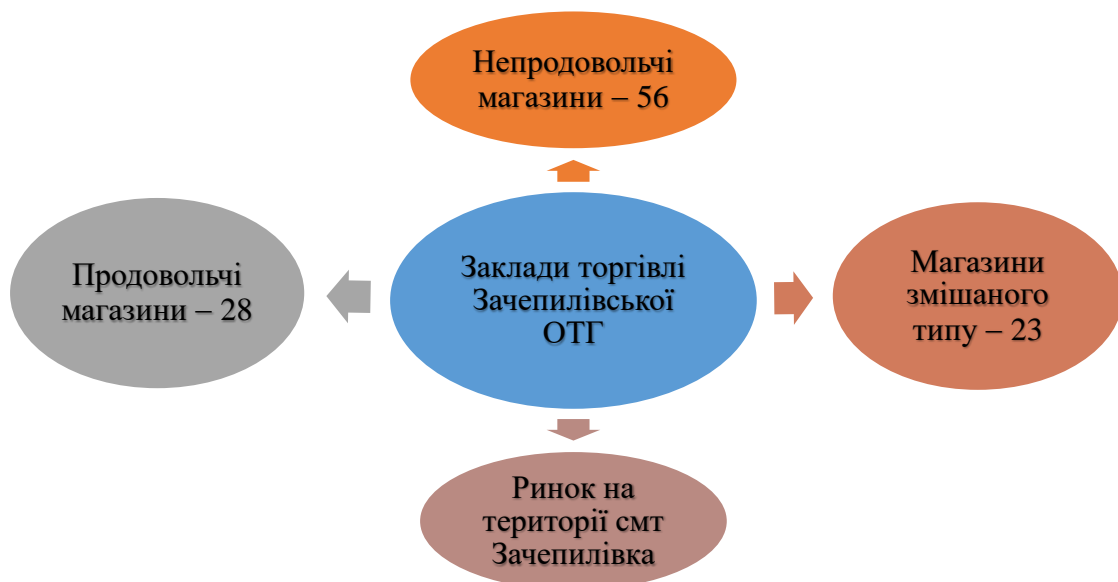 Непродовольчі
магазини – 56
Продовольчі
магазини – 28
Заклади торгівлі
Зачепилівської
ОТГ
Магазини
змішаного
типу – 23
Ринок на
території смт
Зачепилівка